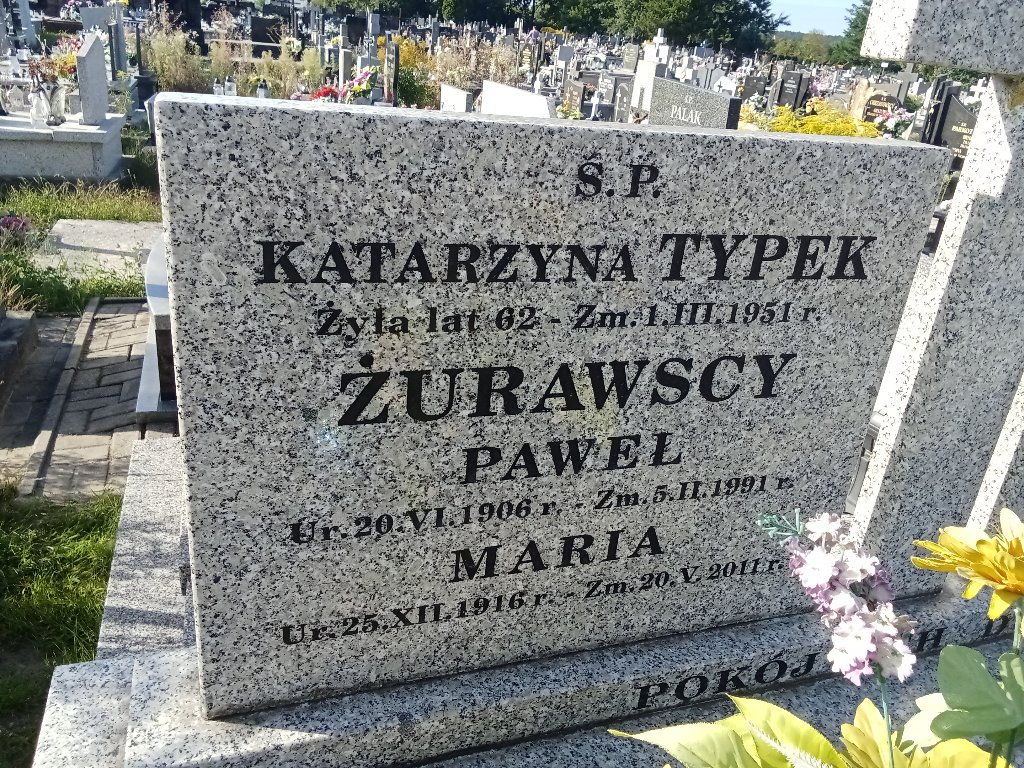 Ś.P.
KATARZYNA TYPEK
Żyła lat 62 - Zm. 1.III.1951 r.
ŻURAWSCY
PAWEŁ
Ur. 20.VI.1906 r. - Zm. 5.II.1991 r.
MARIA
Ur. 25.XII.1916 r. - Zm. 20.V.2011 r.
POKÓJ
PALAK